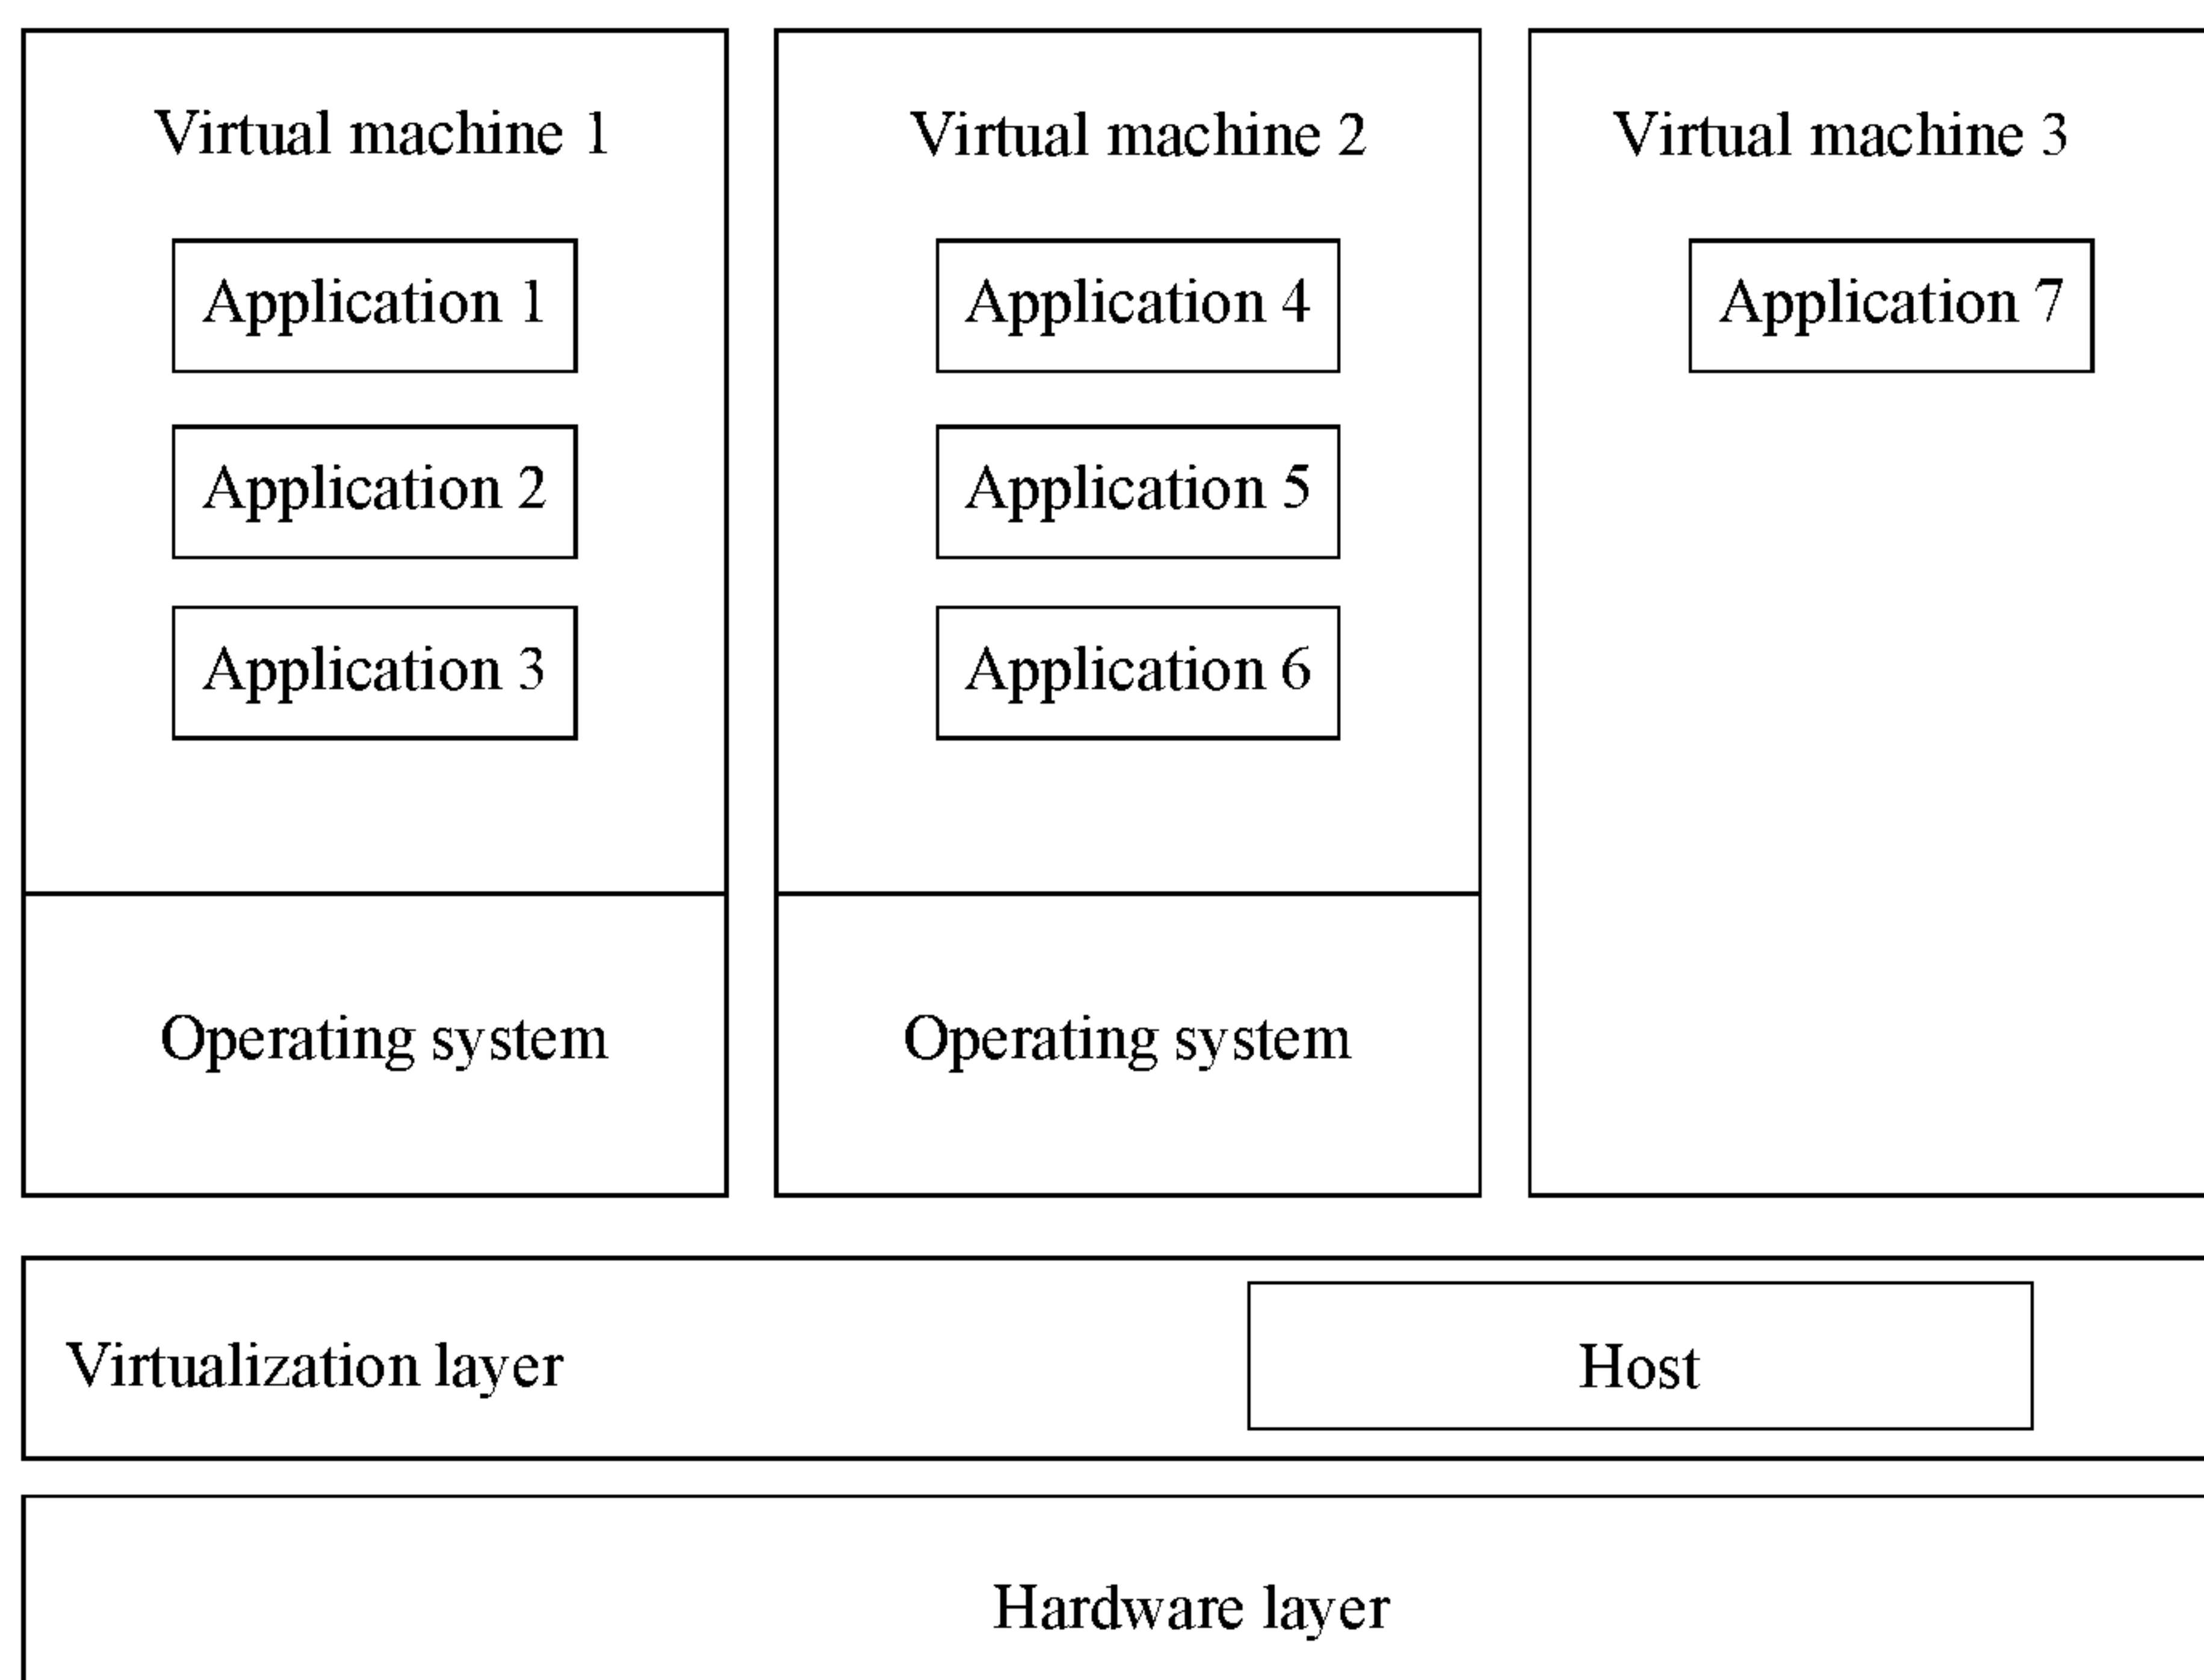 Virtual machine 1
Application 1
Application 2
Application 3
Operating system
Virtual machine 2
Application 4
Application 5
Application 6
Operating system
Virtual machine 3
Application 7
Virtualization layer
Host
Hardware layer